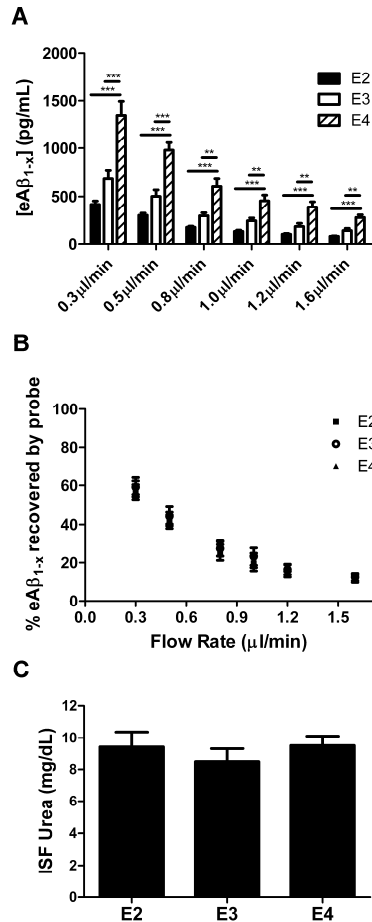 A
[eAβ1-x] (pg/mL)
2000
1500
1000
500
0
*** *** *** *** ** *** ** *** ** *** ** ***
E2
E3
E4
0.3μl/min 0.5μl/min 0.8μl/min 1.0μl/min 1.2μl/min 1.6μl/min
B
% eAβ1-x recovered by probe
100
80
60
40
20
0
E2
E3
E4
0.0 0.3 0.6 0.9 1.2 1.5
Flow Rate (μl/min)
C
ISF Urea (mg/dL)
12
10
8
6
4
2
0
E2 E3 E4